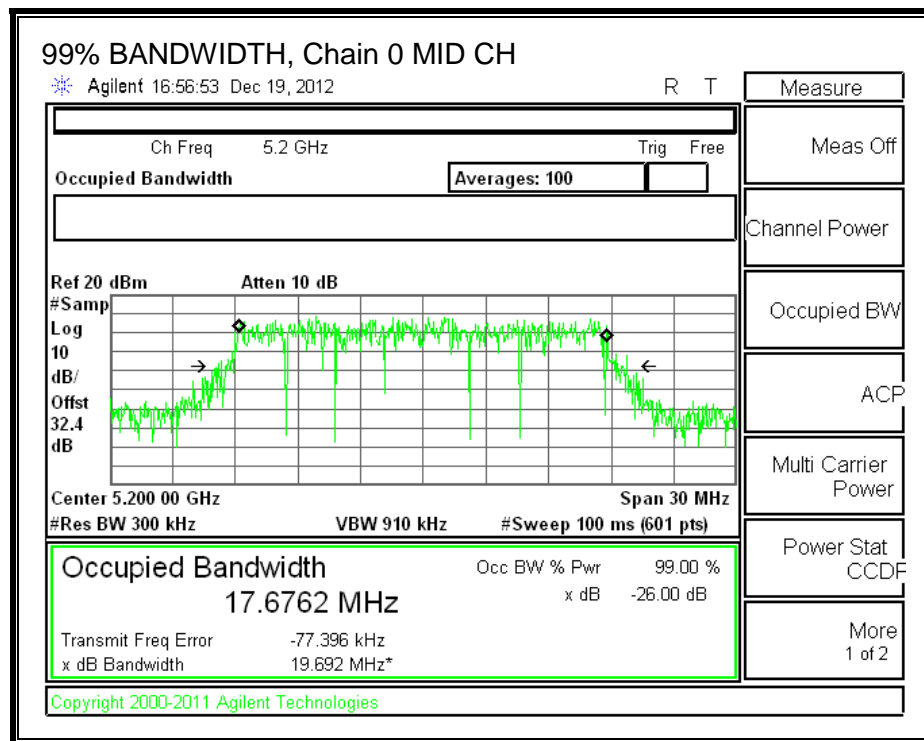 99% BANDWIDTH, Chain 0 MID CH
Agilent 16:56:53 Dec 19, 2012 R T
Measure
Ch Freq 5.2 GHz Trig Free
Meas Off
Occupied Bandwidth Averages: 100
Channel Power
Ref 20 dBm Atten 10 dB
#Samp
Log
10
dB/
Offst
32.4
dB
Occupied BW
ACP
Center 5.200 00 GHz Span 30 MHz
#Res BW 300 kHz VBW 910 kHz #Sweep 100 ms (601 pts)
Multi Carrier
Power
Occupied Bandwidth Occ BW % Pwr 99.00 %
17.6762 MHz x dB -26.00 dB
Power Stat
CCDF
Transmit Freq Error -77.396 kHz
x dB Bandwidth 19.692 MHz*
More
1 of 2
Copyright 2000-2011 Agilent Technologies